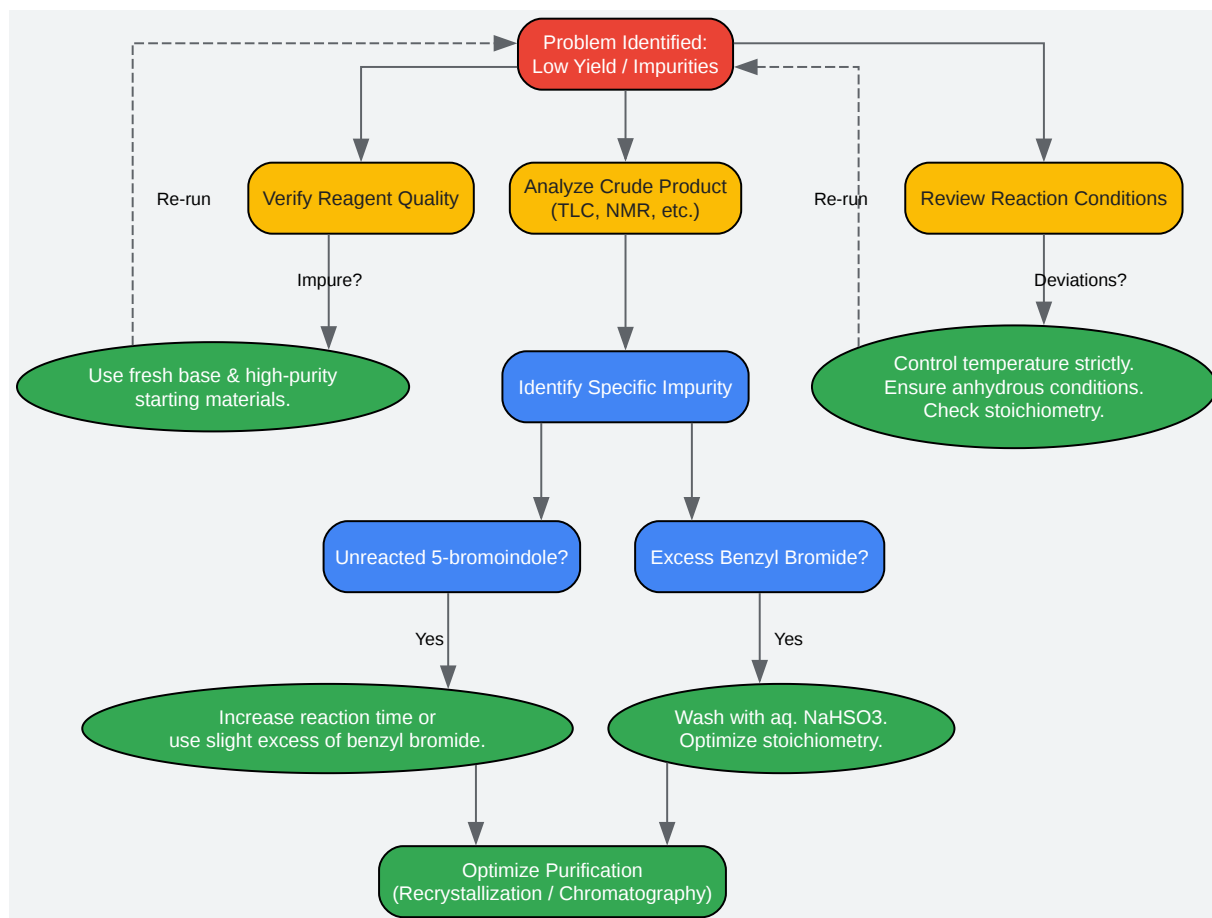 Problem Identified:
Low Yield / Impurities
Re-run
Verify Reagent Quality
Analyze Crude Product
(TLC, NMR, etc.)
Re-run
Review Reaction Conditions
Impure?
Deviations?
Use fresh base & high-purity
starting materials.
Identify Specific Impurity
Control temperature strictly.
Ensure anhydrous conditions.
Check stoichiometry.
Unreacted 5-bromoindole?
Excess Benzyl Bromide?
Yes
Yes
Increase reaction time or
use slight excess of benzyl bromide.
Wash with aq. NaHSO3.
Optimize stoichiometry.
Optimize Purification
(Recrystallization / Chromatography)